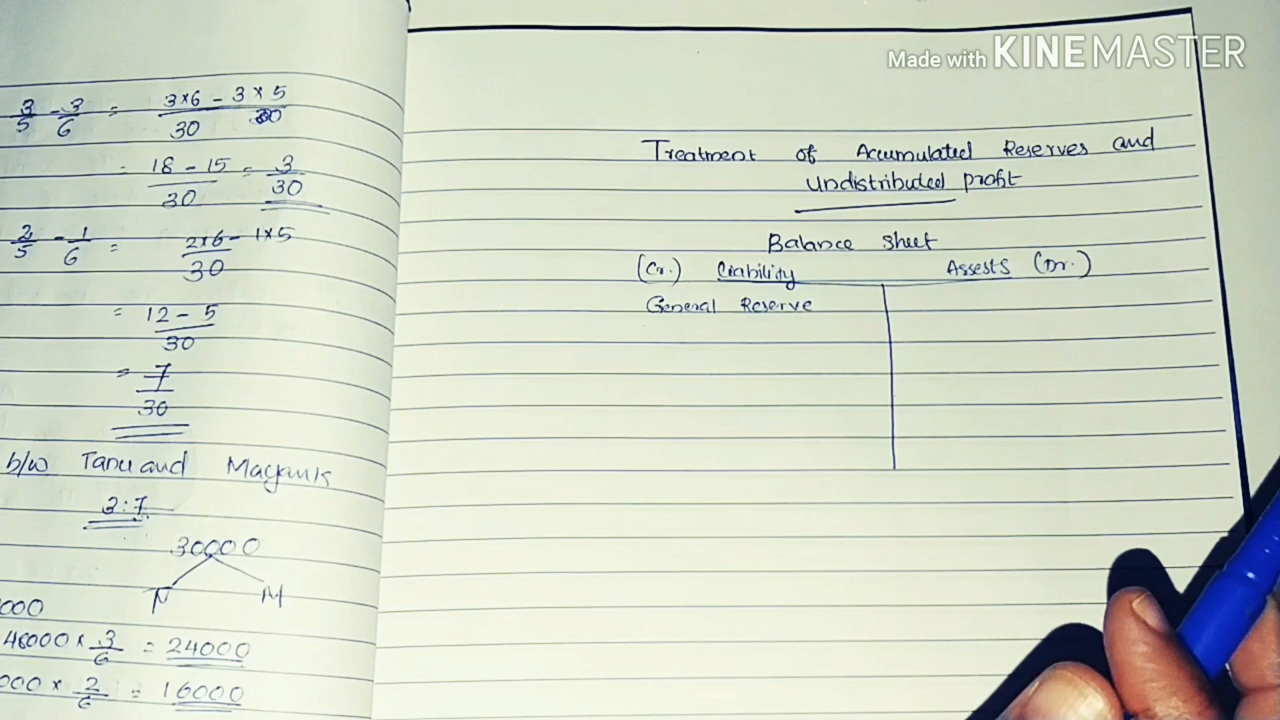 3/5 - 3/6 = 3×6 - 3×5 / 30 30
= 18 - 15 / 30 = 3/30
2/5 - 1/6 = 2×6 - 1×5 / 30
= 12 - 5 / 30
= 7/30
b/w Tanu and
3:7
30000
N M
000
48000 × 3/6 = 24000
000 × 2/6 = 16000
Made with KINEMASTER
Treatment of Accumulated Reserves and
undistributed profit
Balance sheet
(Cr.) Liability Assests (Dr.)
General Reserve